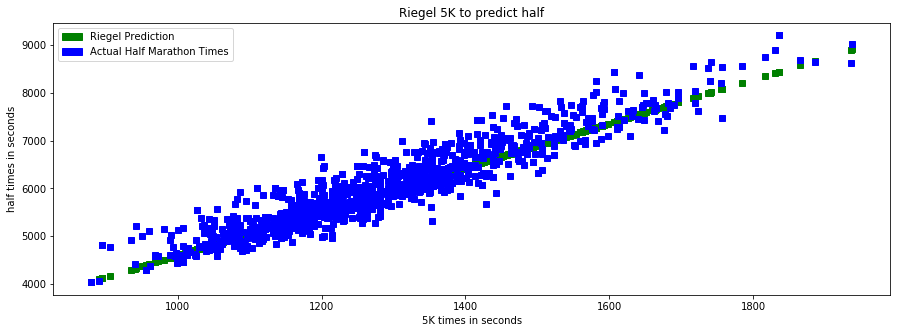 Riegel 5K to predict half
Riegel Prediction
Actual Half Marathon Times
half times in seconds
9000
8000
7000
6000
5000
4000
1000
1200
1400
1600
1800
5K times in seconds